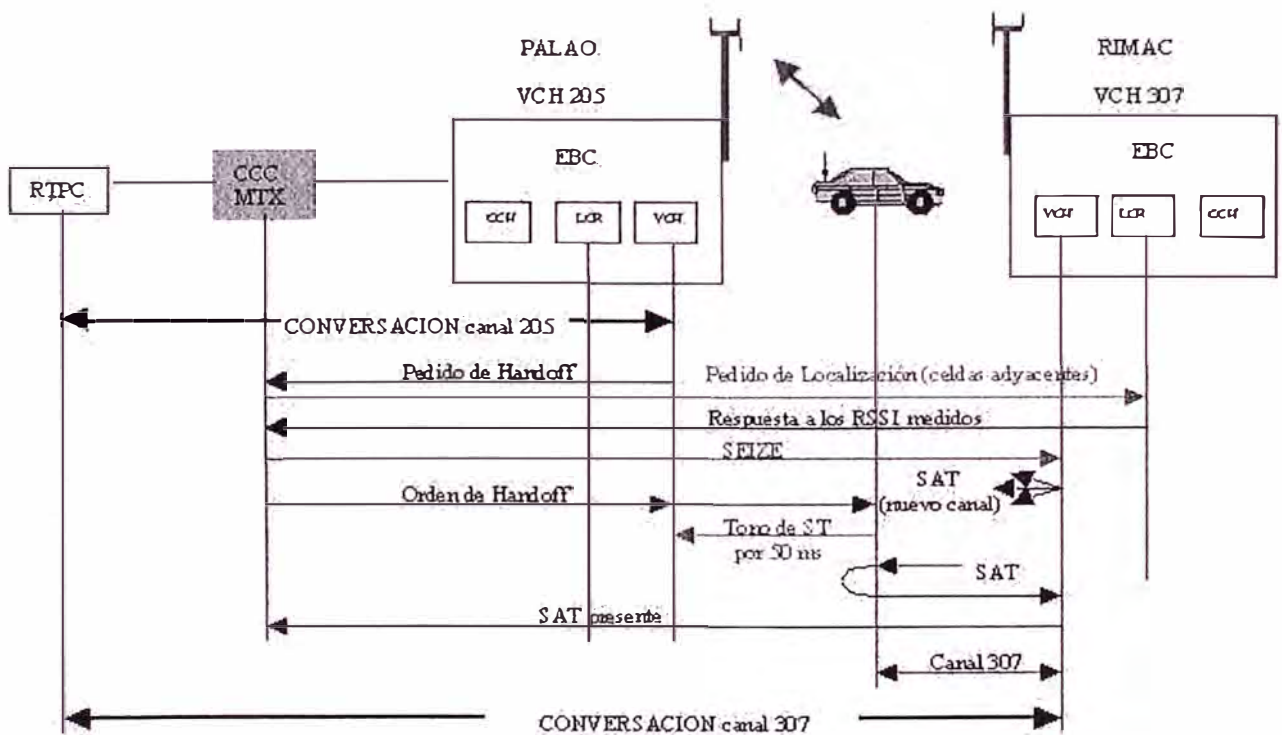 PALAO.
RIMAC
VCH 205
VCH 307
EBC
EBC
RTPC
CCC
MTX
CCH
LCR
VCH
VCH
LCR
CCH
CONVERSACION canal 205
Pedido de Handoff
Pedido de Localización (celdas adyacentes)
Respuesta a los RSSI medidos
SEIZE
SAT
(nuevo canal)
Orden de Handoff
Tono de ST
por 50 ms
SAT
SAT presente
Canal 307
CONVERSACION canal 307